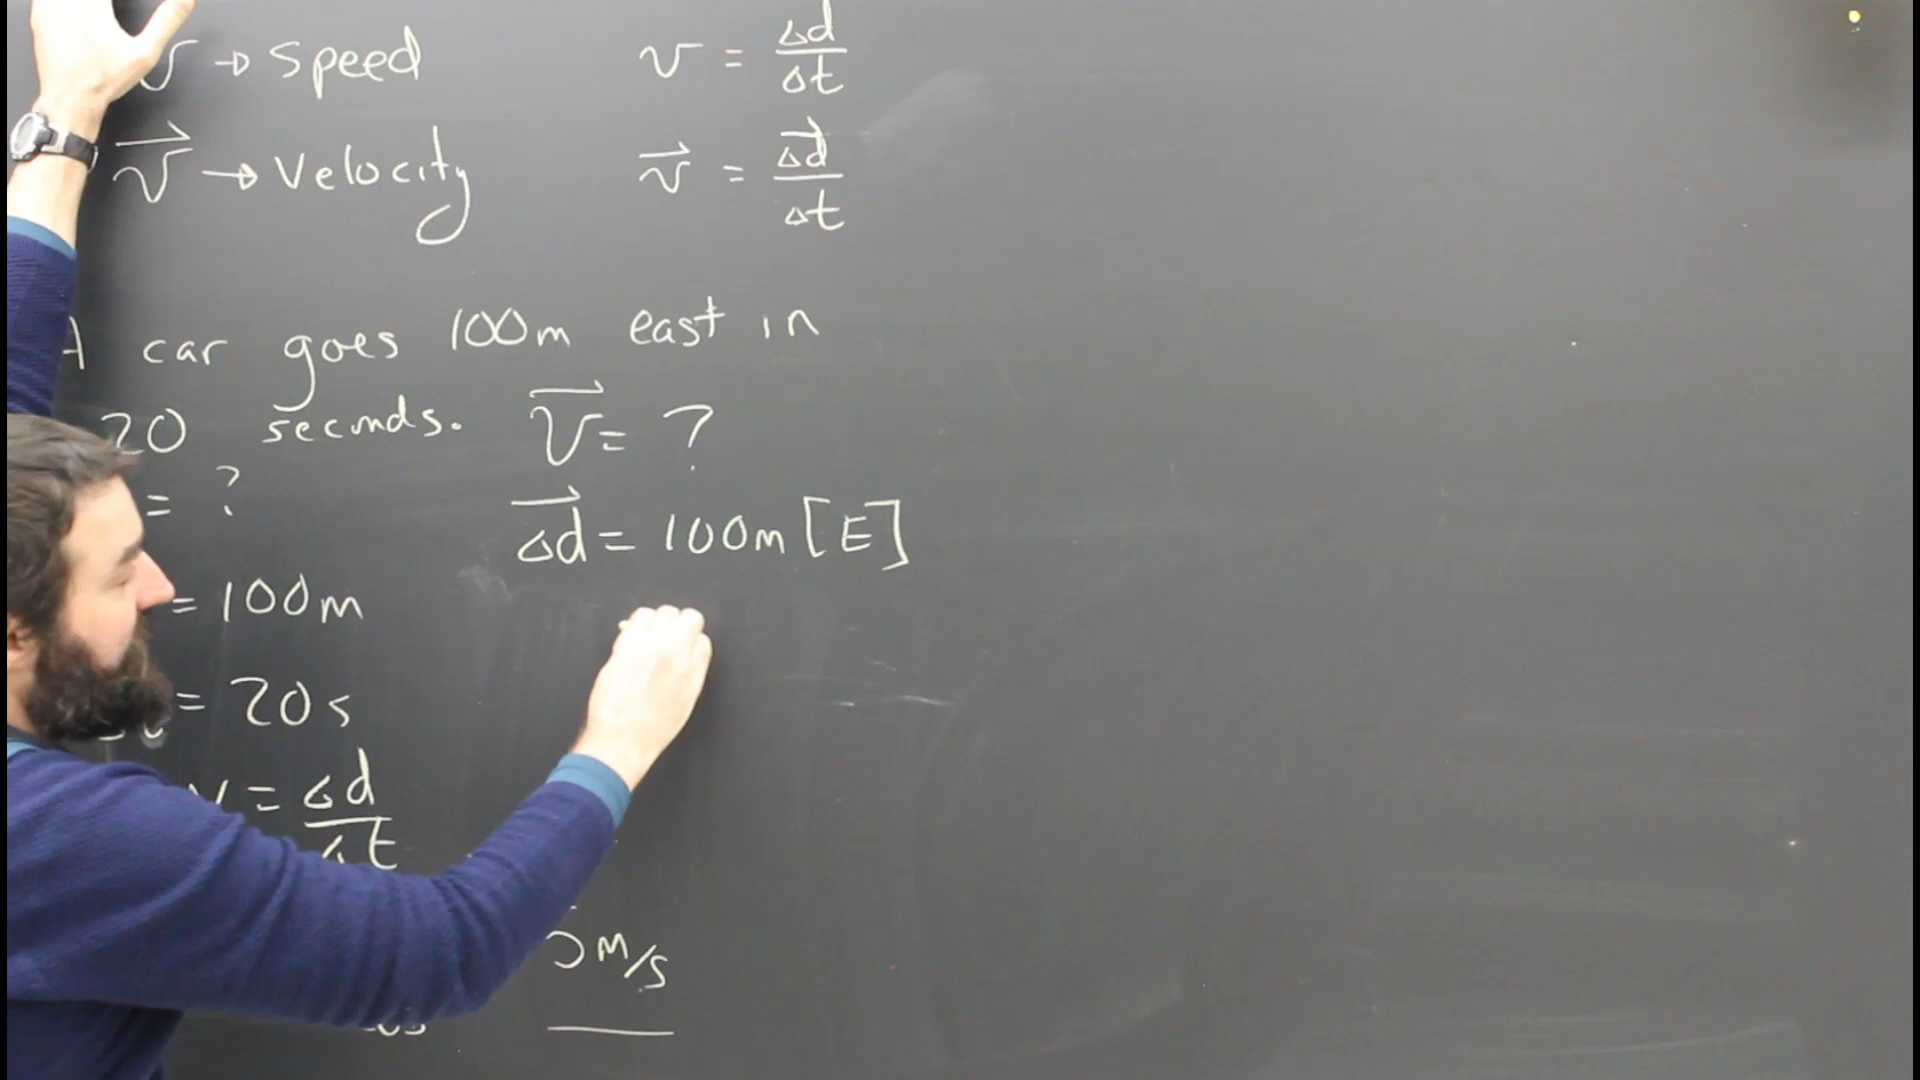 v → Speed v = Δd/Δt
v⃗ → Velocity v⃗ = Δd⃗/Δt
A car goes 100m east in
20 seconds. v⃗ = ?
= ?
Δd⃗ = 100m [E]
= 100m
= 20s
v = Δd/Δt
m/s